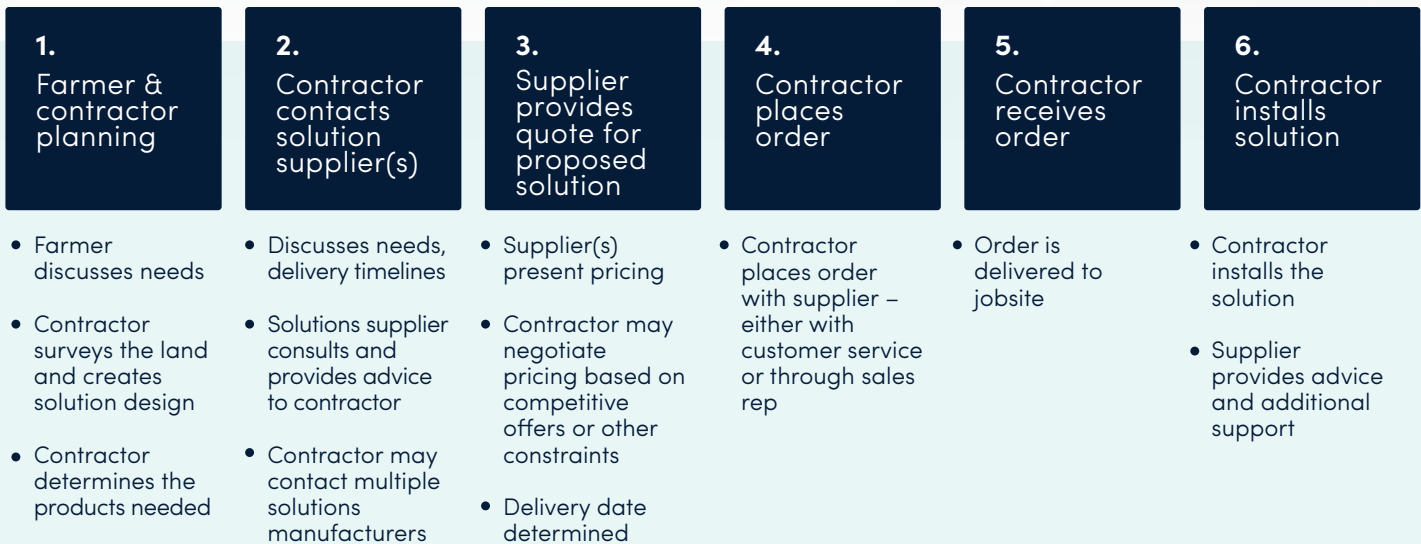 1.
Farmer &
contractor
planning
2.
Contractor
contacts
solution
supplier(s)
3.
Supplier
provides
quote for
proposed
solution
4.
Contractor
places
order
5.
Contractor
receives
order
6.
Contractor
installs
solution
• Farmer
discusses needs
• Contractor
surveys the land
and creates
solution design
• Contractor
determines the
products needed
• Discusses needs,
delivery timelines
• Solutions supplier
consults and
provides advice
to contractor
• Contractor may
contact multiple
solutions
manufacturers
• Supplier(s)
present pricing
• Contractor may
negotiate
pricing based on
competitive
offers or other
constraints
• Delivery date
determined
• Contractor
places order
with supplier –
either with
customer service
or through sales
rep
• Order is
delivered to
jobsite
• Contractor
installs the
solution
• Supplier
provides advice
and additional
support